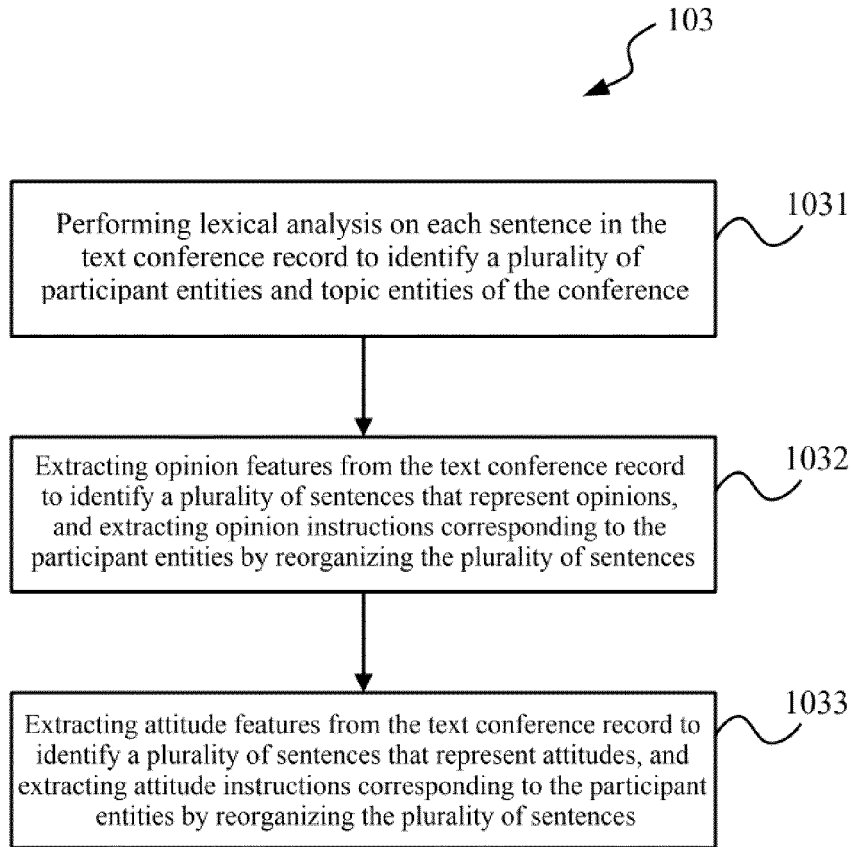 103
1031
Performing lexical analysis on each sentence in the
text conference record to identify a plurality of
participant entities and topic entities of the conference
1032
Extracting opinion features from the text conference record
to identify a plurality of sentences that represent opinions,
and extracting opinion instructions corresponding to the
participant entities by reorganizing the plurality of sentences
1033
Extracting attitude features from the text conference record to
identify a plurality of sentences that represent attitudes, and
extracting attitude instructions corresponding to the participant
entities by reorganizing the plurality of sentences